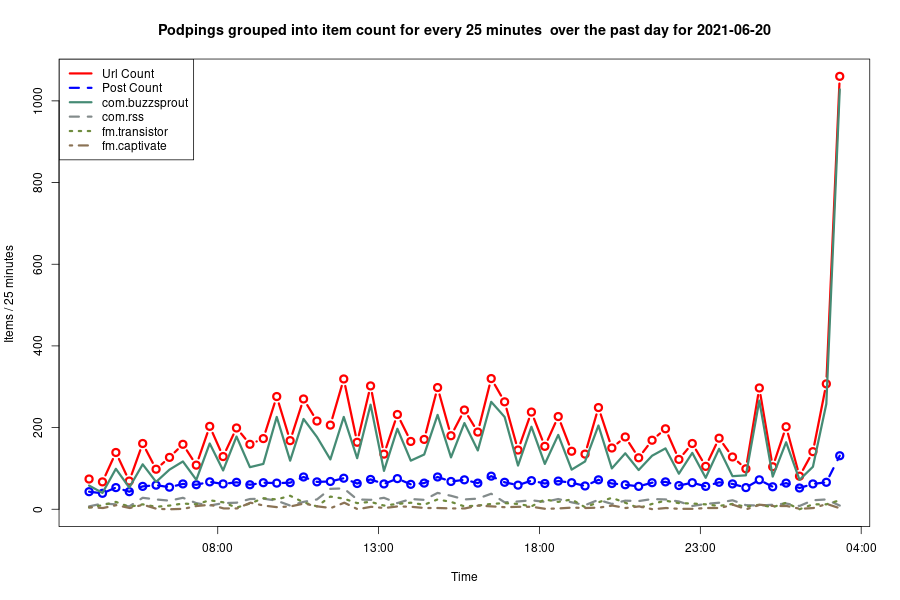 Podpings grouped into item count for every 25 minutes  over the past day for 2021-06-20
Url Count
Post Count
com.buzzsprout
com.rss
fm.transistor
fm.captivate
Items / 25 minutes
1000
800
600
400
200
0
08:00
13:00
18:00
23:00
04:00
Time